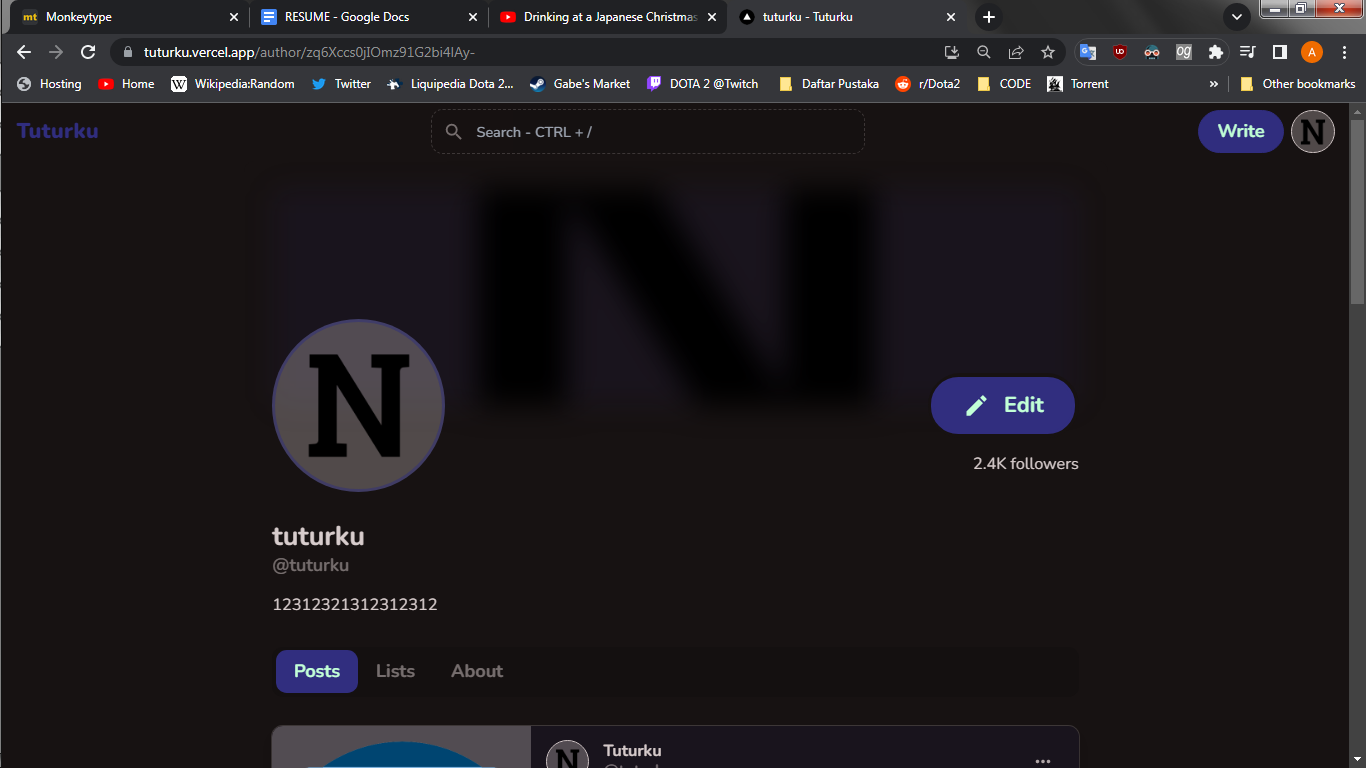 mt Monkeytype
RESUME - Google Docs
Drinking at a Japanese Christmas
tuturku - Tuturku
tuturku.vercel.app/author/zq6Xccs0jIOmz91G2bi4IAy-
A
Hosting
Home
W Wikipedia:Random
Twitter
Liquipedia Dota 2...
Gabe's Market
DOTA 2 @Twitch
Daftar Pustaka
r/Dota2
CODE
Torrent
»
Other bookmarks
Tuturku
Search - CTRL + /
Write
N
N
N
Edit
2.4K followers
tuturku
@tuturku
12312321312312312
Posts
Lists
About
N
Tuturku